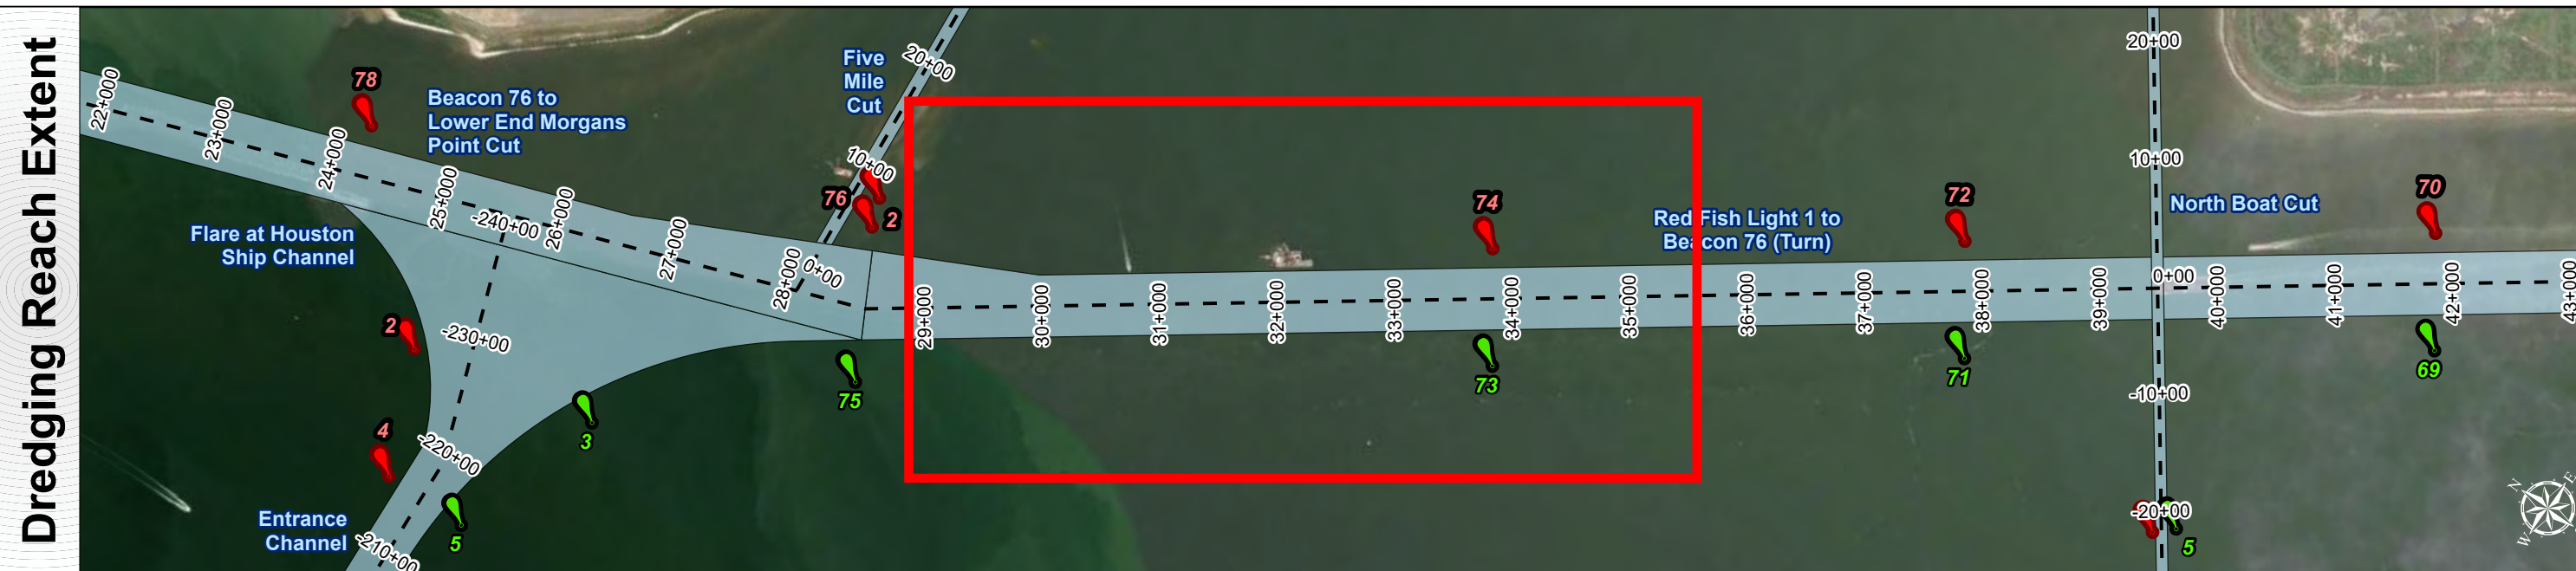 Dredging Reach Extent
78
Beacon 76 to
Lower End Morgans
Point Cut
Five
Mile
Cut
20+00
10+00
0+00
76
2
22+000
23+000
24+000
25+000
26+000
27+000
28+000
29+000
30+000
31+000
32+000
33+000
34+000
35+000
36+000
37+000
38+000
39+000
40+000
41+000
42+000
43+000
Flare at Houston
Ship Channel
-240+00
-230+00
-220+00
-210+00
2
4
3
5
75
Entrance
Channel
74
73
Red Fish Light 1 to
Beacon 76 (Turn)
72
71
20+00
10+00
0+00
-10+00
-20+00
5
North Boat Cut
70
69
N
E
W